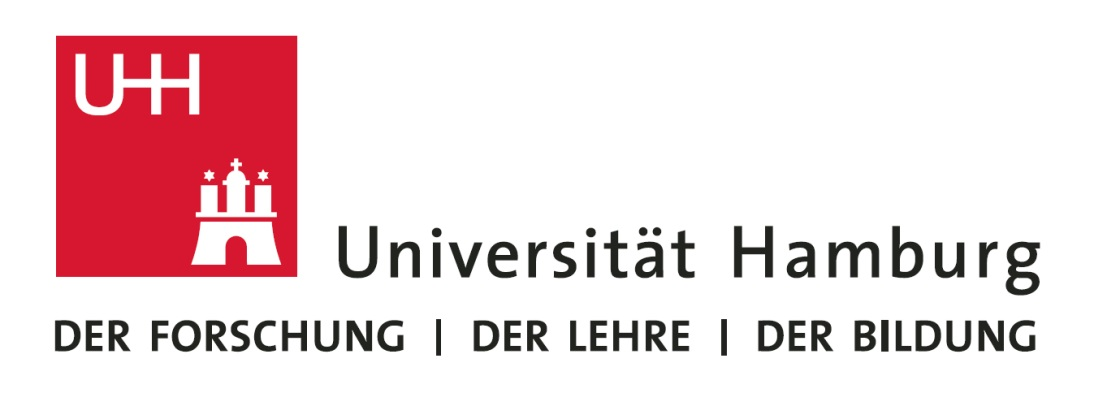 UHH
Universität Hamburg
DER FORSCHUNG | DER LEHRE | DER BILDUNG